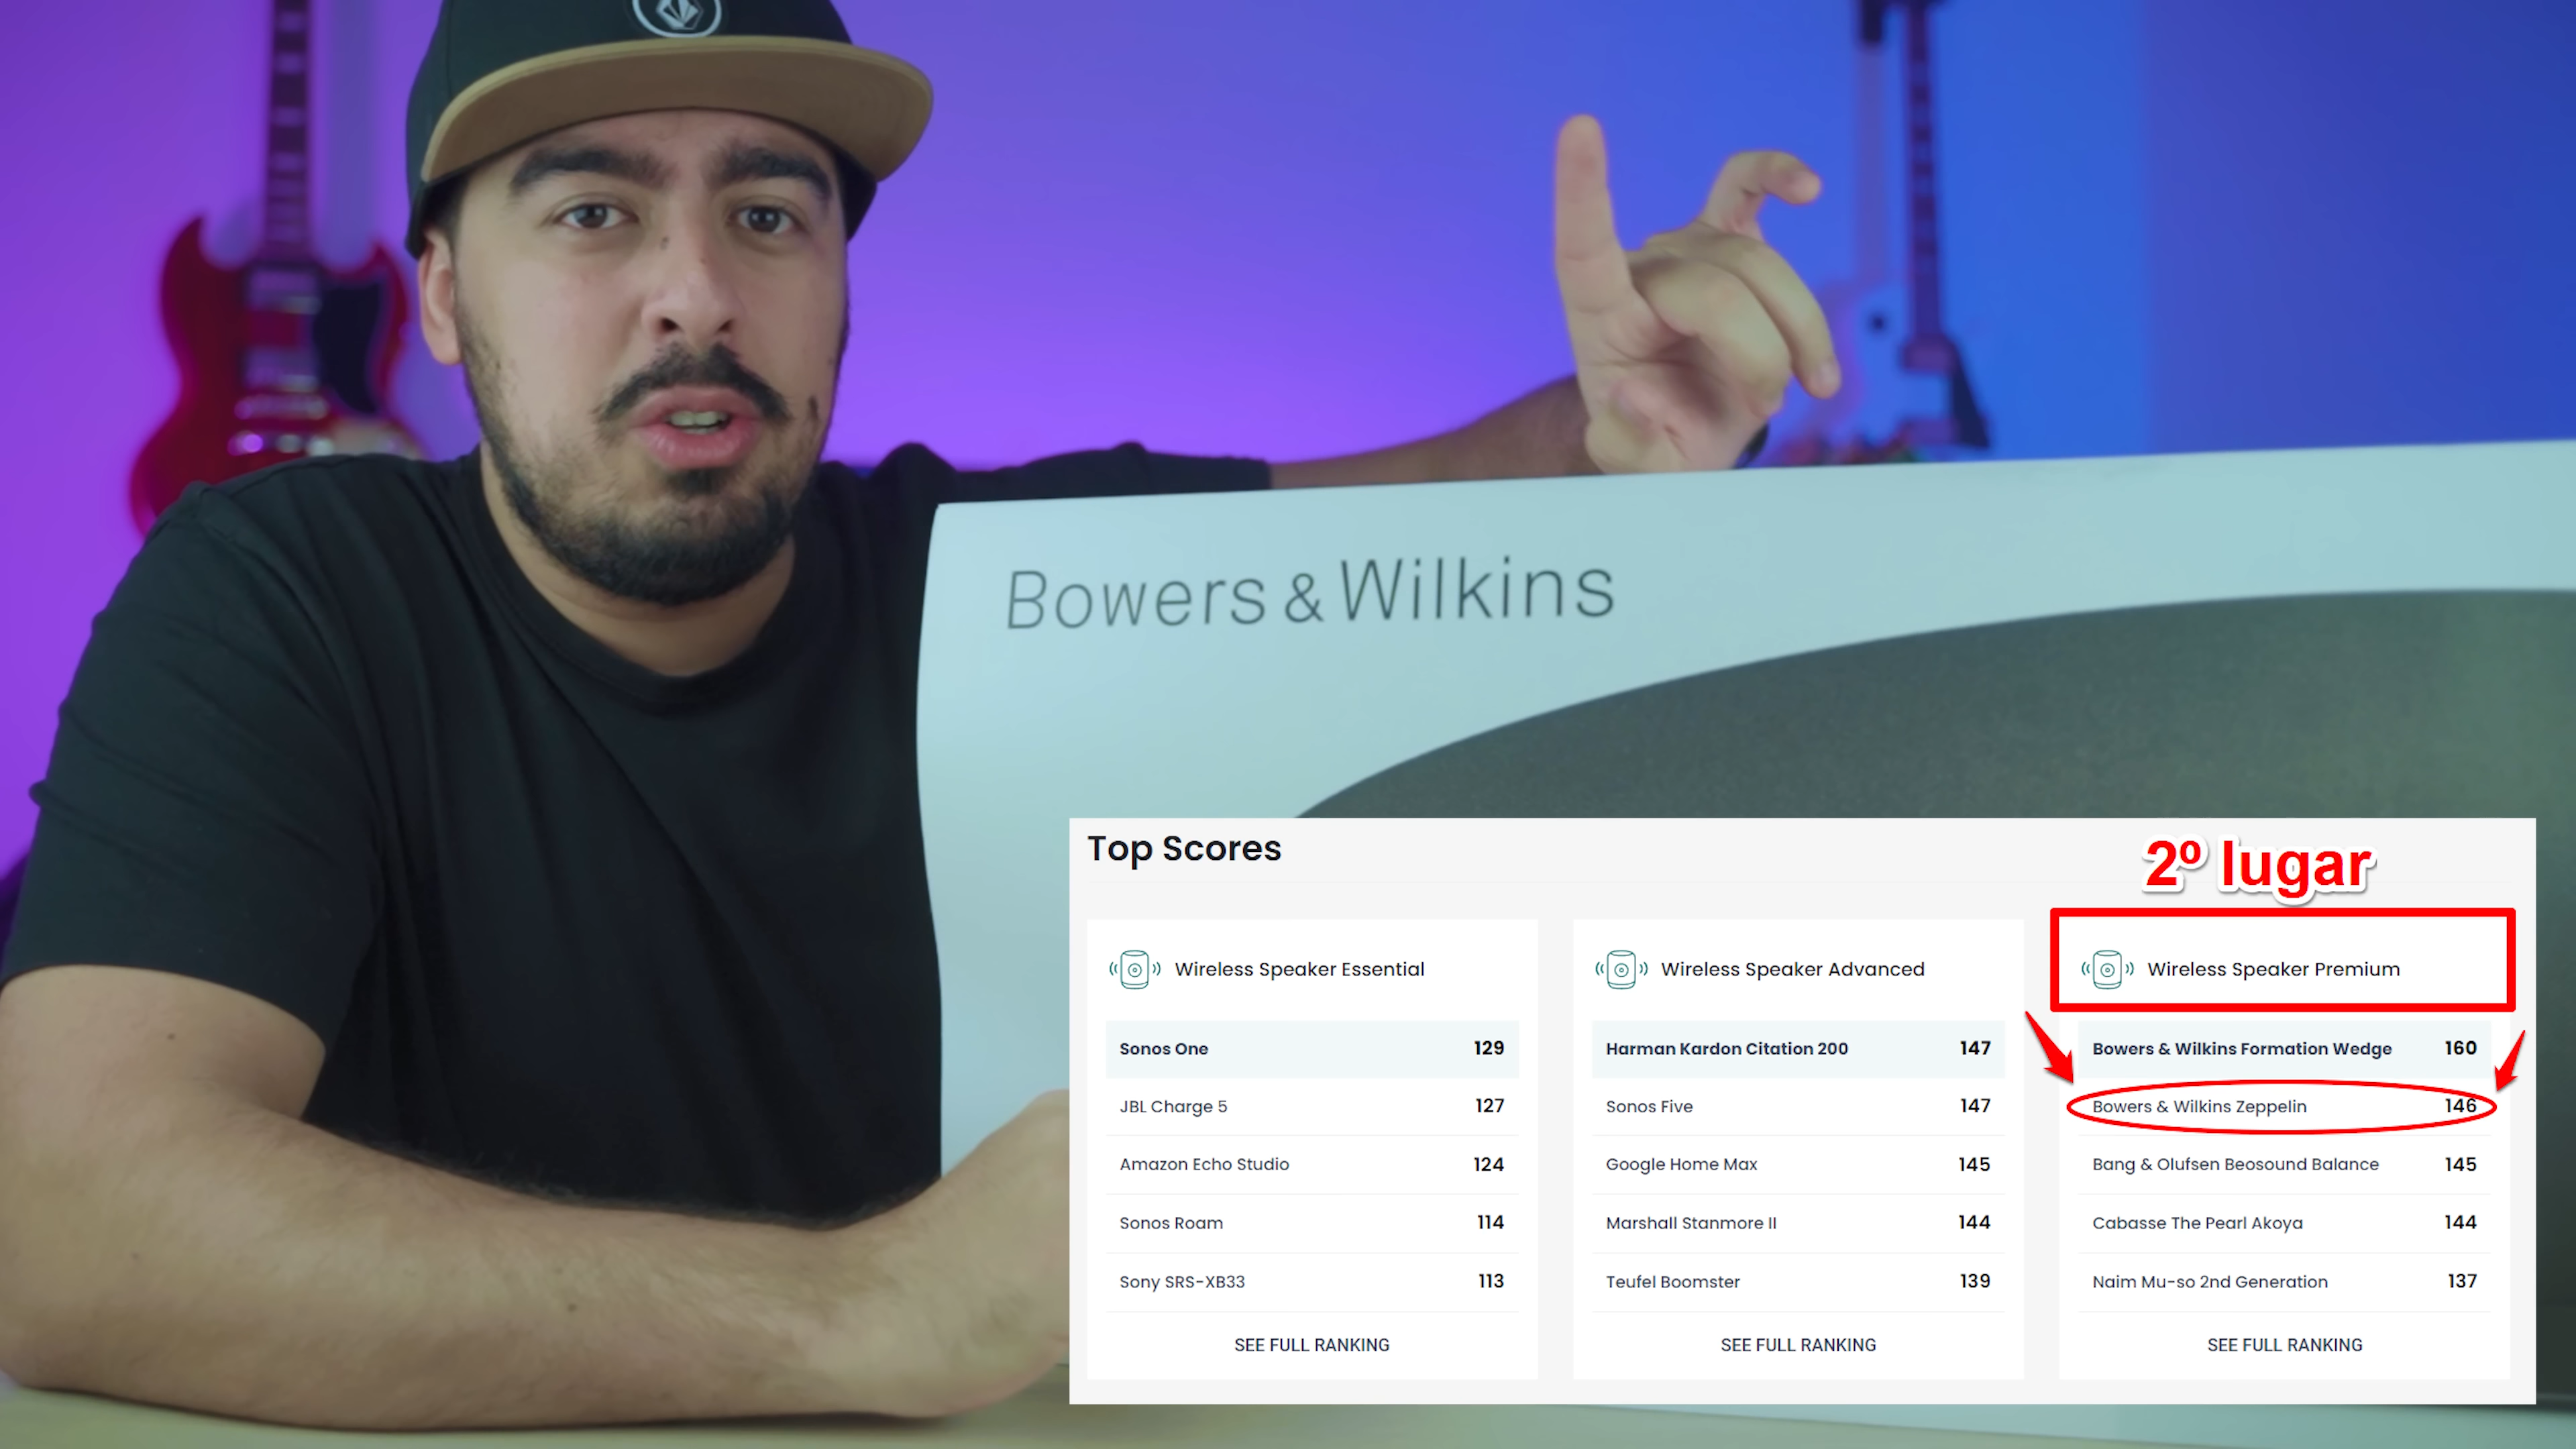 Bowers & Wilkins
Top Scores
2º lugar
Wireless Speaker Essential
Sonos One 129
JBL Charge 5 127
Amazon Echo Studio 124
Sonos Roam 114
Sony SRS-XB33 113
SEE FULL RANKING
Wireless Speaker Advanced
Harman Kardon Citation 200 147
Sonos Five 147
Google Home Max 145
Marshall Stanmore II 144
Teufel Boomster 139
SEE FULL RANKING
Wireless Speaker Premium
Bowers & Wilkins Formation Wedge 160
Bowers & Wilkins Zeppelin 146
Bang & Olufsen Beosound Balance 145
Cabasse The Pearl Akoya 144
Naim Mu-so 2nd Generation 137
SEE FULL RANKING